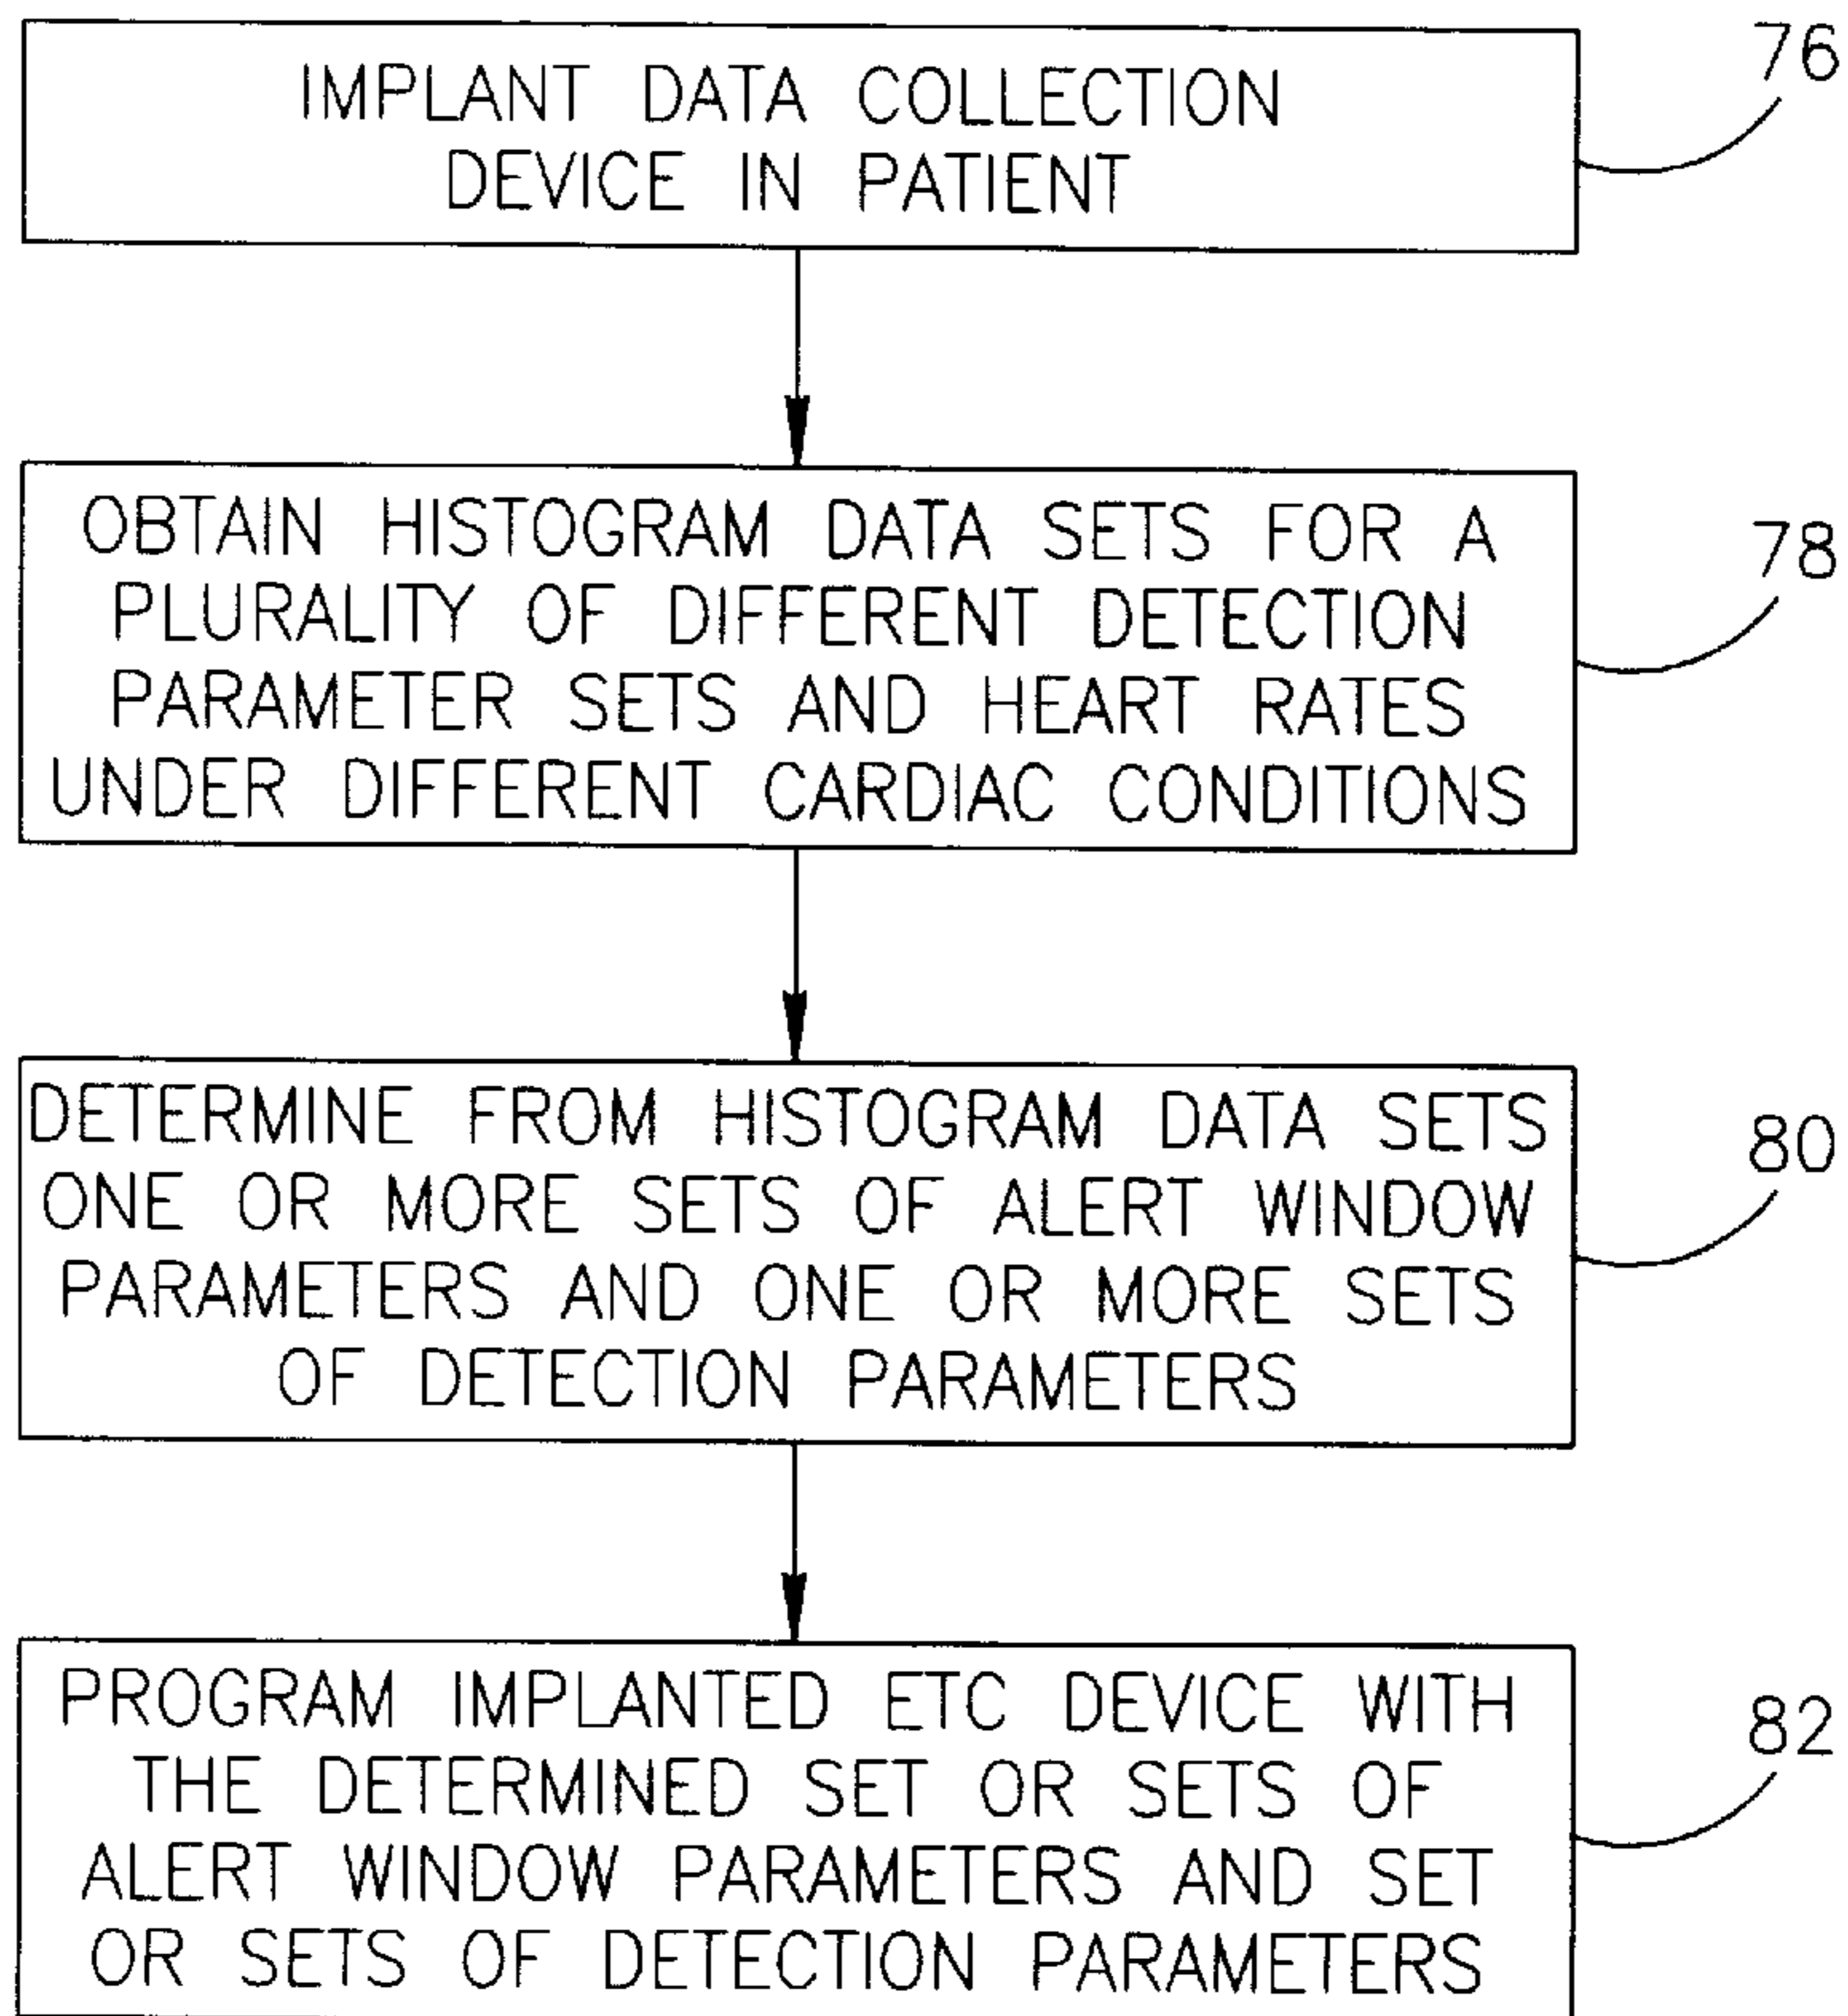 IMPLANT DATA COLLECTION
DEVICE IN PATIENT
76
OBTAIN HISTOGRAM DATA SETS FOR A
PLURALITY OF DIFFERENT DETECTION
PARAMETER SETS AND HEART RATES
UNDER DIFFERENT CARDIAC CONDITIONS
78
DETERMINE FROM HISTOGRAM DATA SETS
ONE OR MORE SETS OF ALERT WINDOW
PARAMETERS AND ONE OR MORE SETS
OF DETECTION PARAMETERS
80
PROGRAM IMPLANTED ETC DEVICE WITH
THE DETERMINED SET OR SETS OF
ALERT WINDOW PARAMETERS AND SET
OR SETS OF DETECTION PARAMETERS
82